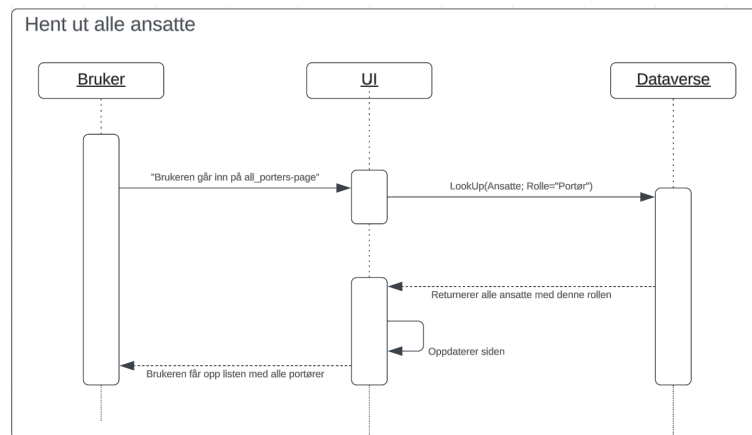 Hent ut alle ansatte
Bruker
UI
Dataverse
"Brukeren går inn på all_porters-page"
LookUp(Ansatte; Rolle="Portør")
Returnerer alle ansatte med denne rollen
Oppdaterer siden
Brukeren får opp listen med alle portører